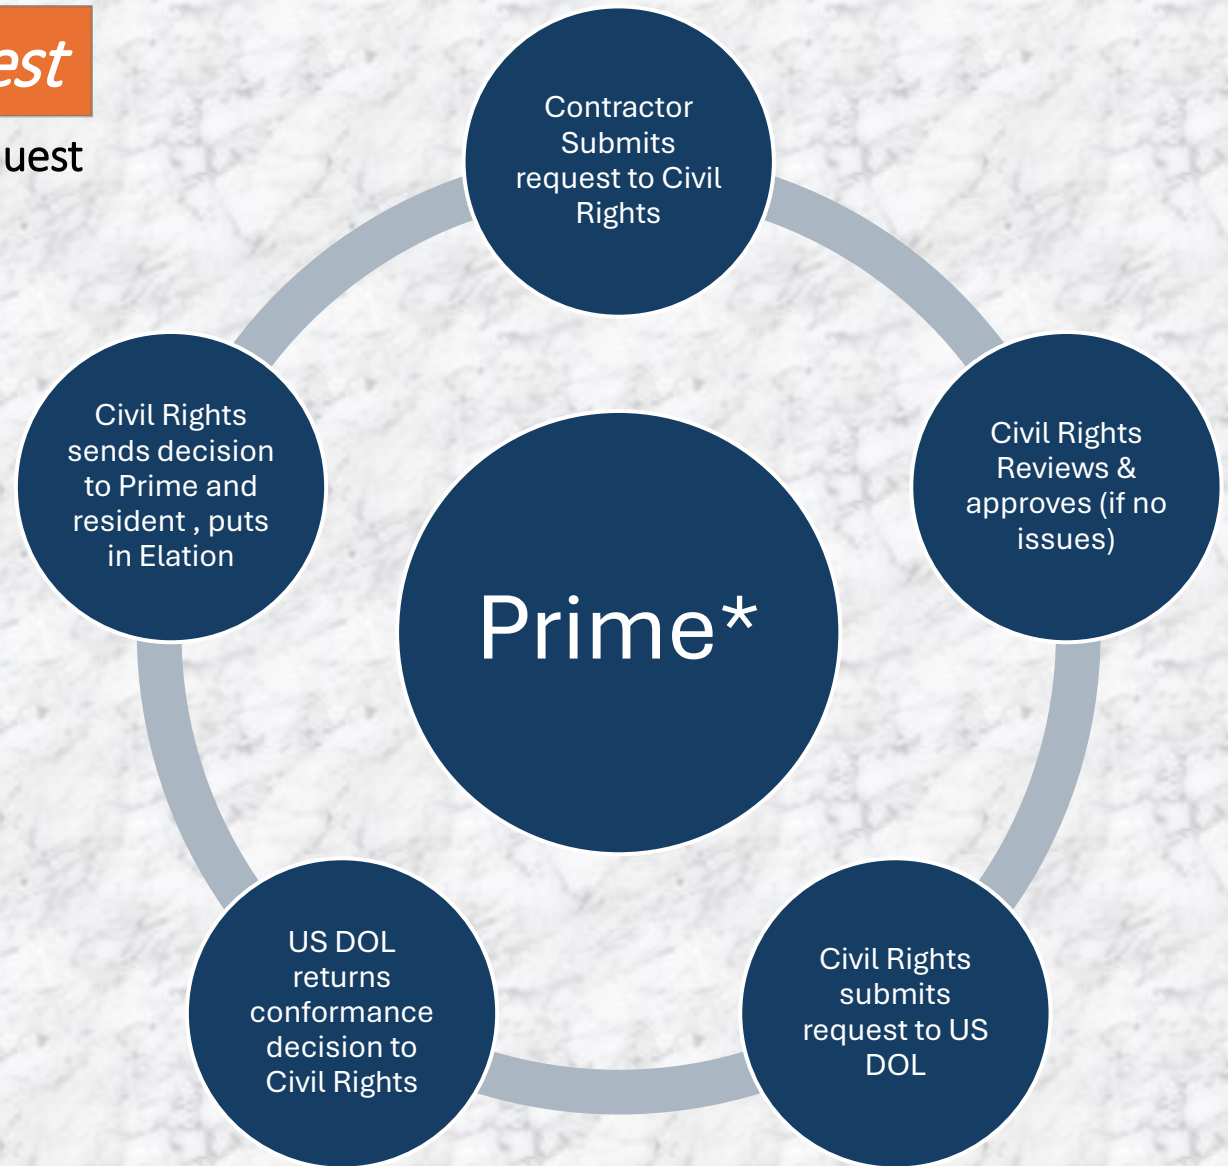 est
uest
Contractor
Submits
request to Civil
Rights
Civil Rights
Reviews &
approves (if no
issues)
Civil Rights
submits
request to US
DOL
US DOL
returns
conformance
decision to
Civil Rights
Civil Rights
sends decision
to Prime and
resident , puts
in Elation
Prime*